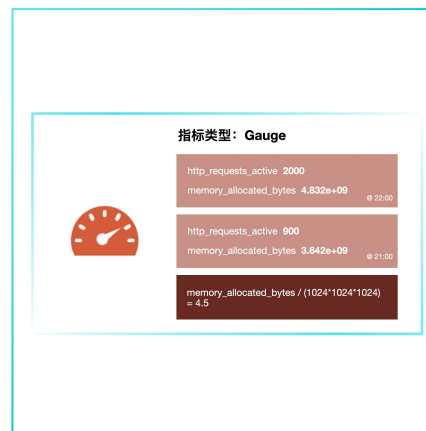 指标类型：Gauge
http_requests_active 2000
memory_allocated_bytes 4.832e+09
@ 22:00
http_requests_active 900
memory_allocated_bytes 3.642e+09
@ 21:00
memory_allocated_bytes / (1024*1024*1024)
= 4.5